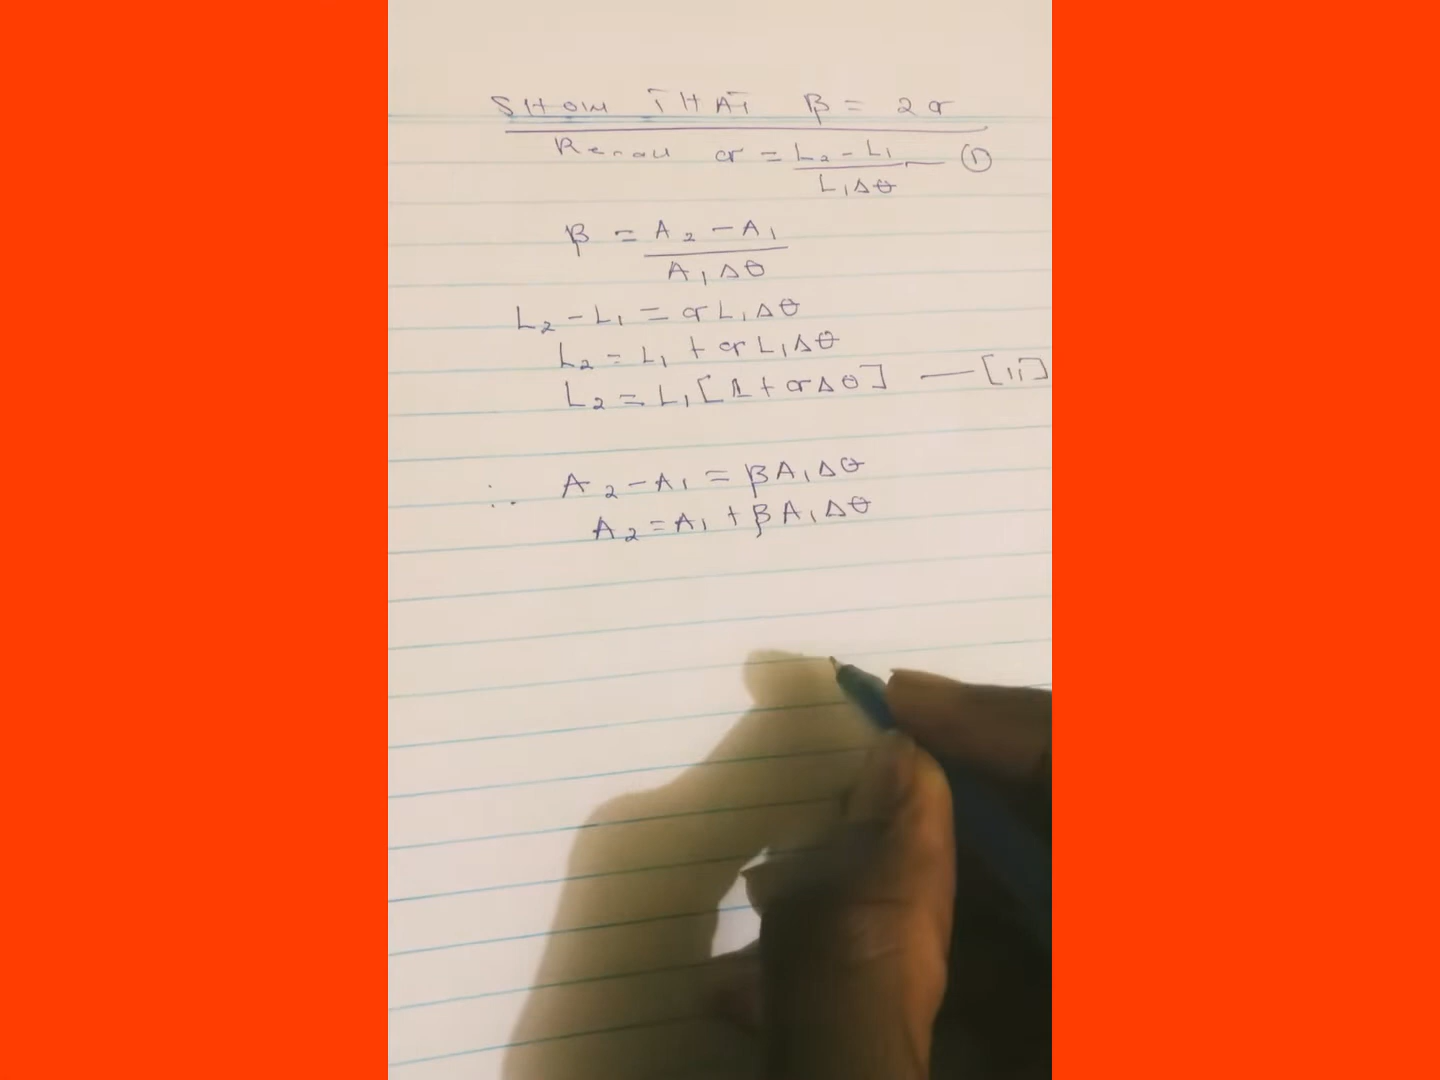 SHOW THAT β = 2α
Recall α = L₂ - L₁ / L₁Δθ — (1)
β = A₂ - A₁ / A₁Δθ
L₂ - L₁ = αL₁Δθ
L₂ = L₁ + αL₁Δθ
L₂ = L₁[1 + αΔθ] — [ii]
∴ A₂ - A₁ = βA₁Δθ
A₂ = A₁ + βA₁Δθ